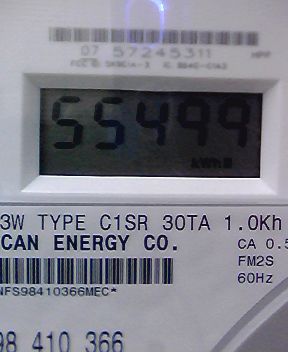 07 57245311
55499
kWh
3W TYPE C1SR 30TA 1.0Kh
CAN ENERGY CO.
CA 0.5
FM2S
60Hz
NFS98410366MEC*
98 410 366